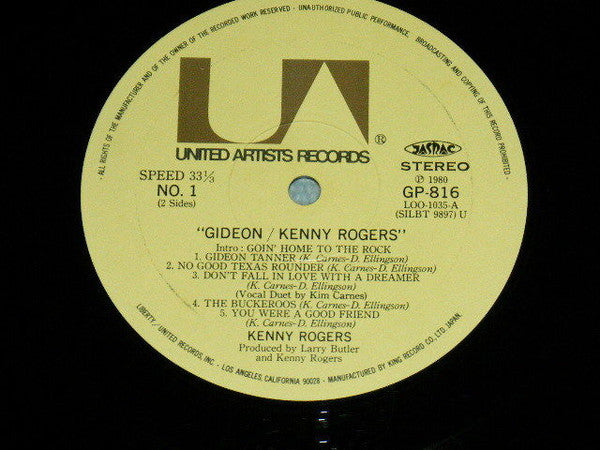 · ALL RIGHTS OF THE MANUFACTURER AND OF THE OWNER OF THE RECORDED WORK RESERVED · UNAUTHORIZED PUBLIC PERFORMANCE, BROADCASTING AND COPYING OF THIS RECORD PROHIBITED ·
UA ®
UNITED ARTISTS RECORDS
JASRAC
STEREO
SPEED 33⅓
℗ 1980
NO. 1
GP-816
(2 Sides)
LOO-1035-A
(SILBT 9897) U
"GIDEON / KENNY ROGERS"
Intro : GOIN' HOME TO THE ROCK
1. GIDEON TANNER (K. Carnes-D. Ellingson)
2. NO GOOD TEXAS ROUNDER (K. Carnes-D. Ellingson)
3. DON'T FALL IN LOVE WITH A DREAMER
(K. Carnes-D. Ellingson)
(Vocal Duet by Kim Carnes)
4. THE BUCKEROOS (K. Carnes-D. Ellingson)
5. YOU WERE A GOOD FRIEND
(K. Carnes-D. Ellingson)
KENNY ROGERS
Produced by Larry Butler
and Kenny Rogers
LIBERTY/UNITED RECORDS, INC. - LOS ANGELES, CALIFORNIA 90028 - MANUFACTURED BY KING RECORD CO., LTD. JAPAN.